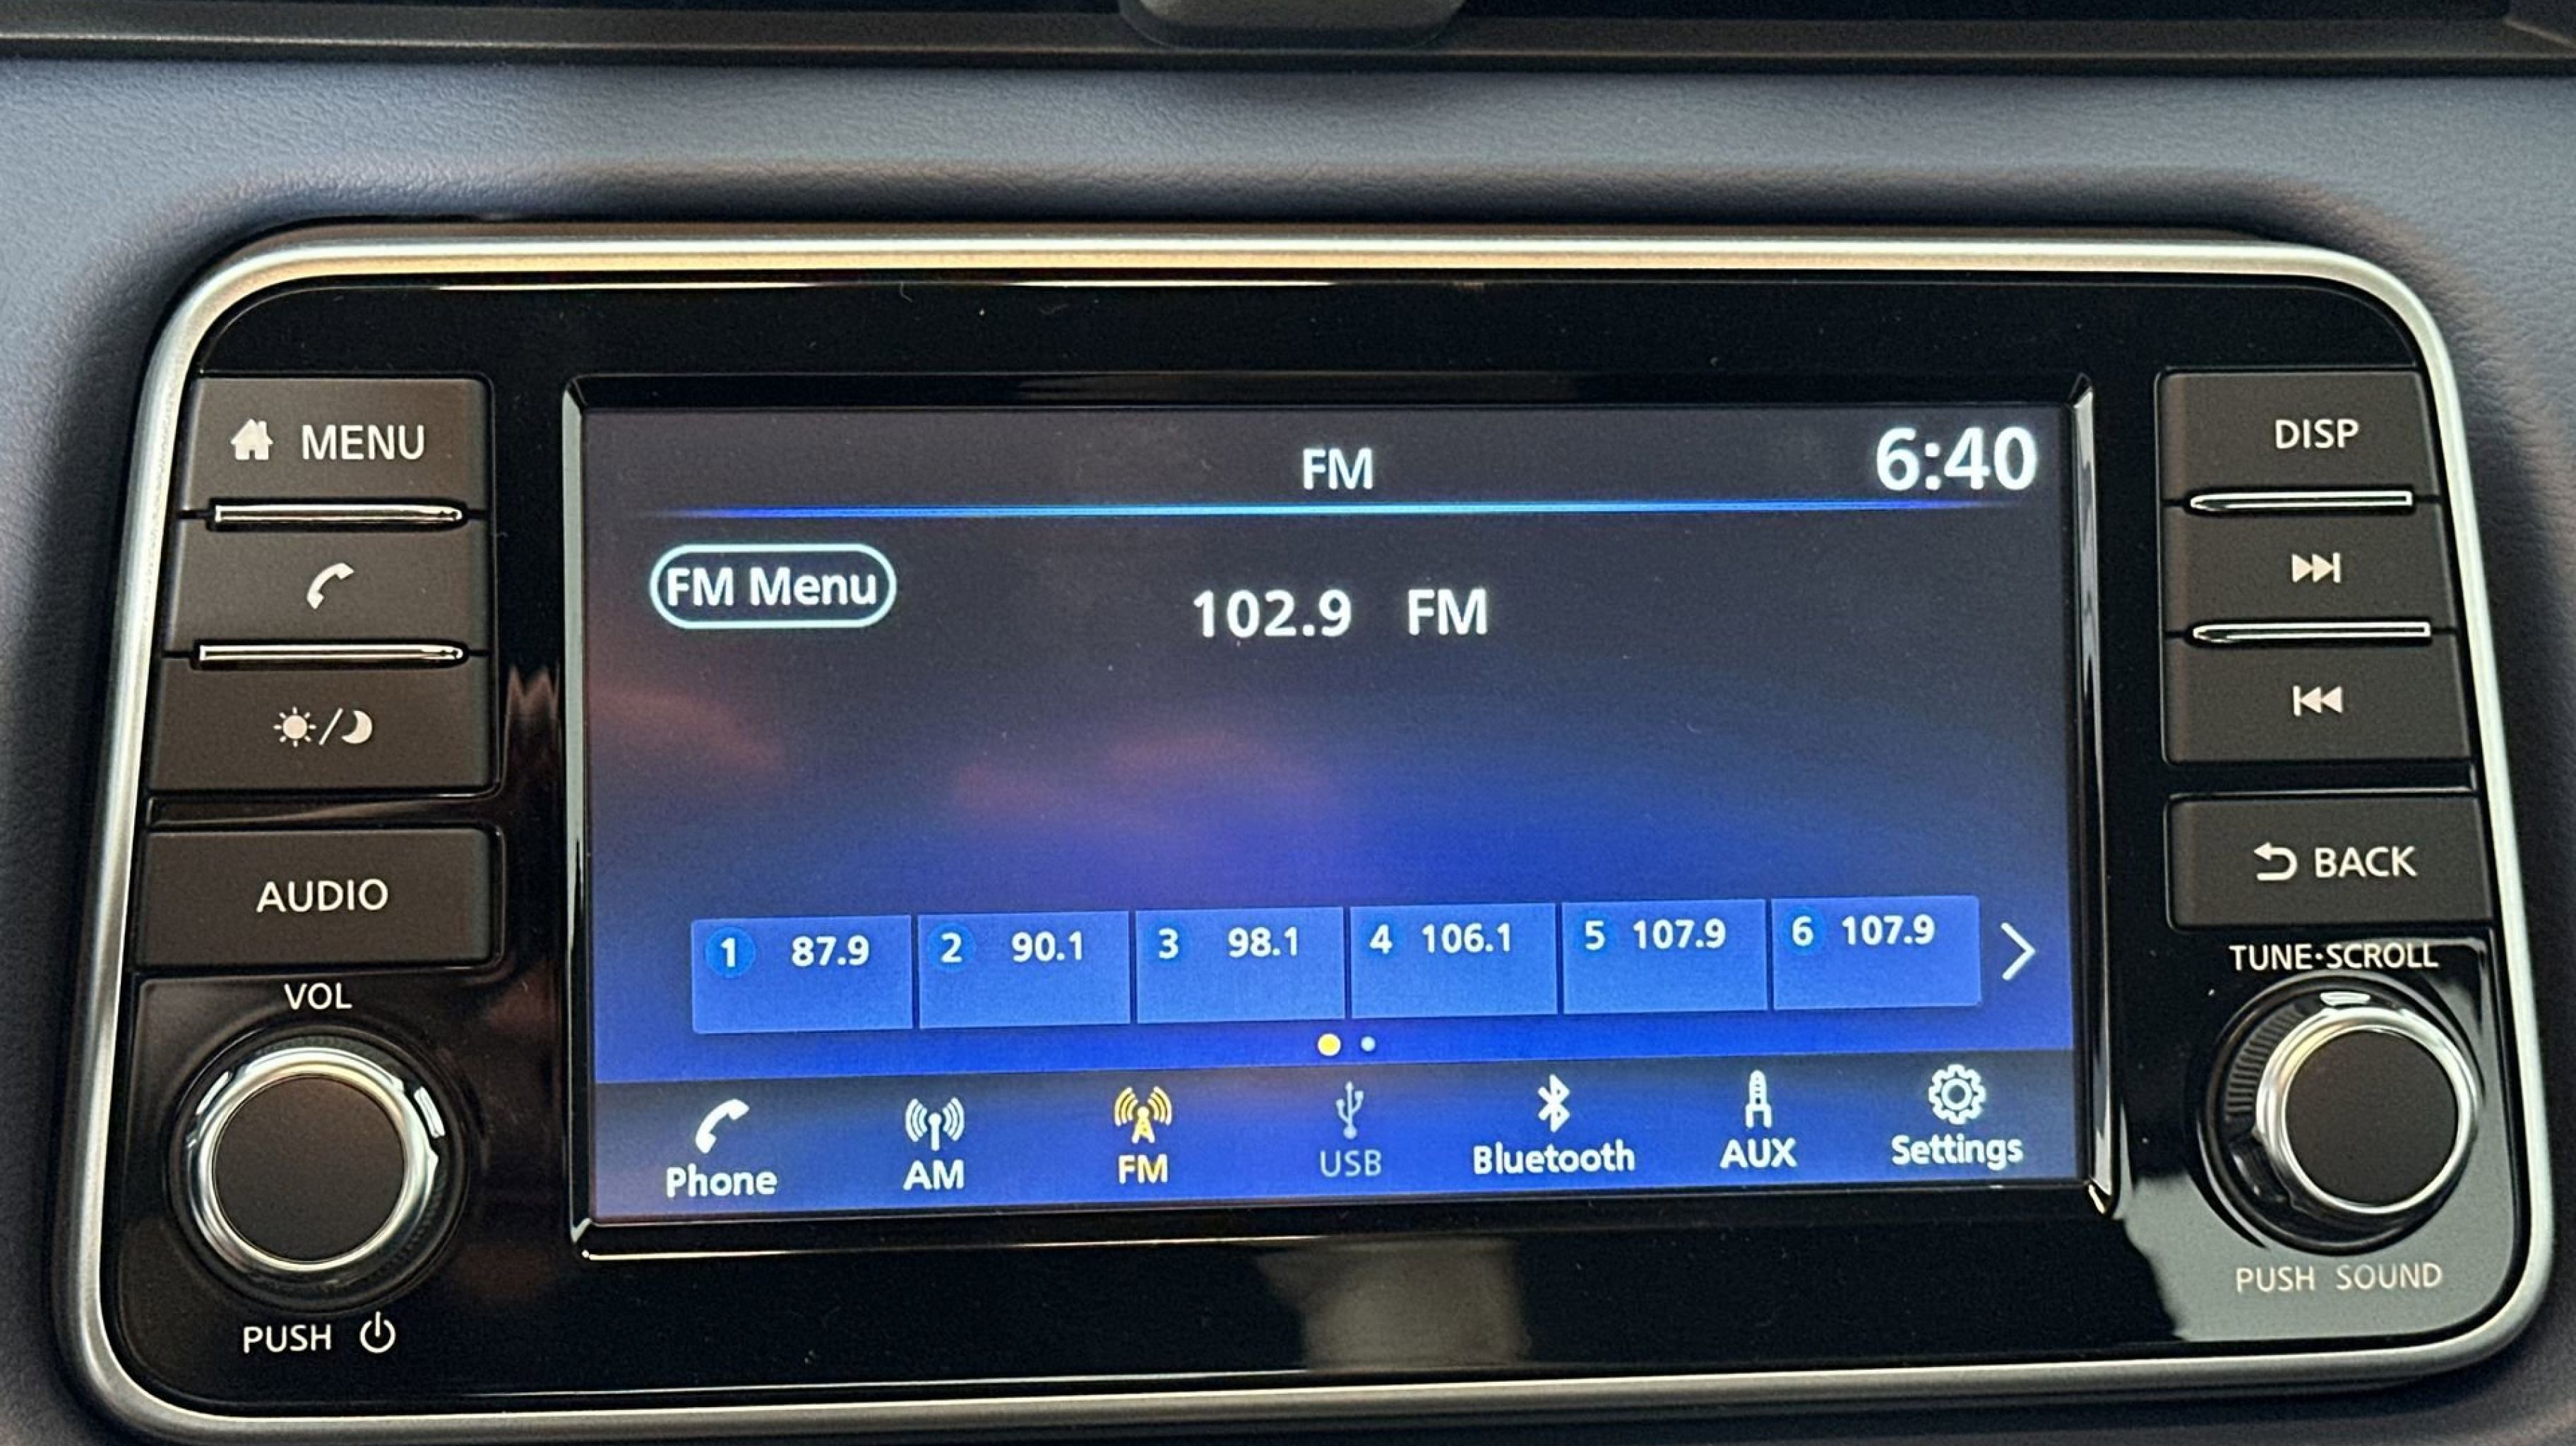 MENU
DISP
FM
6:40
FM Menu
102.9 FM
AUDIO
BACK
1 87.9
2 90.1
3 98.1
4 106.1
5 107.9
6 107.9
VOL
TUNE·SCROLL
Phone
AM
FM
USB
Bluetooth
AUX
Settings
PUSH
PUSH SOUND